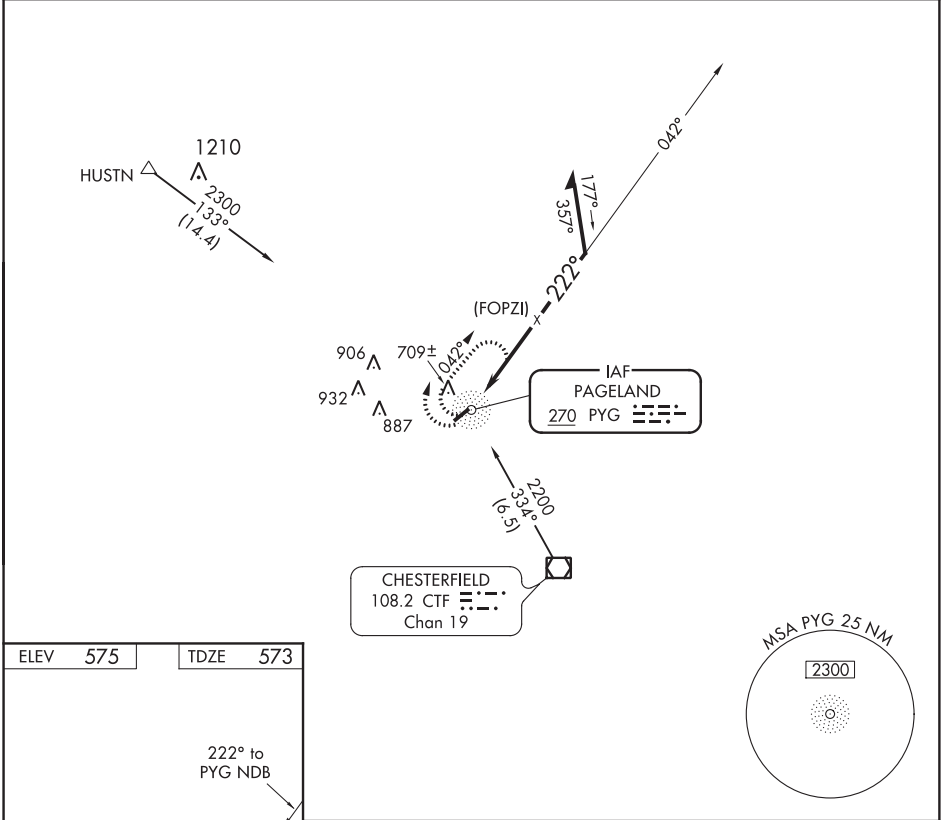 1210
HUSTN
2300
133°
(14.4)
042°
177°
357°
222°
(FOPZI)
042°
709±
906
932
887
IAF
PAGELAND
270 PYG
2200
334°
(6.5)
CHESTERFIELD
108.2 CTF
Chan 19
MSA PYG 25 NM
2300
ELEV 575
TDZE 573
222° to
PYG NDB